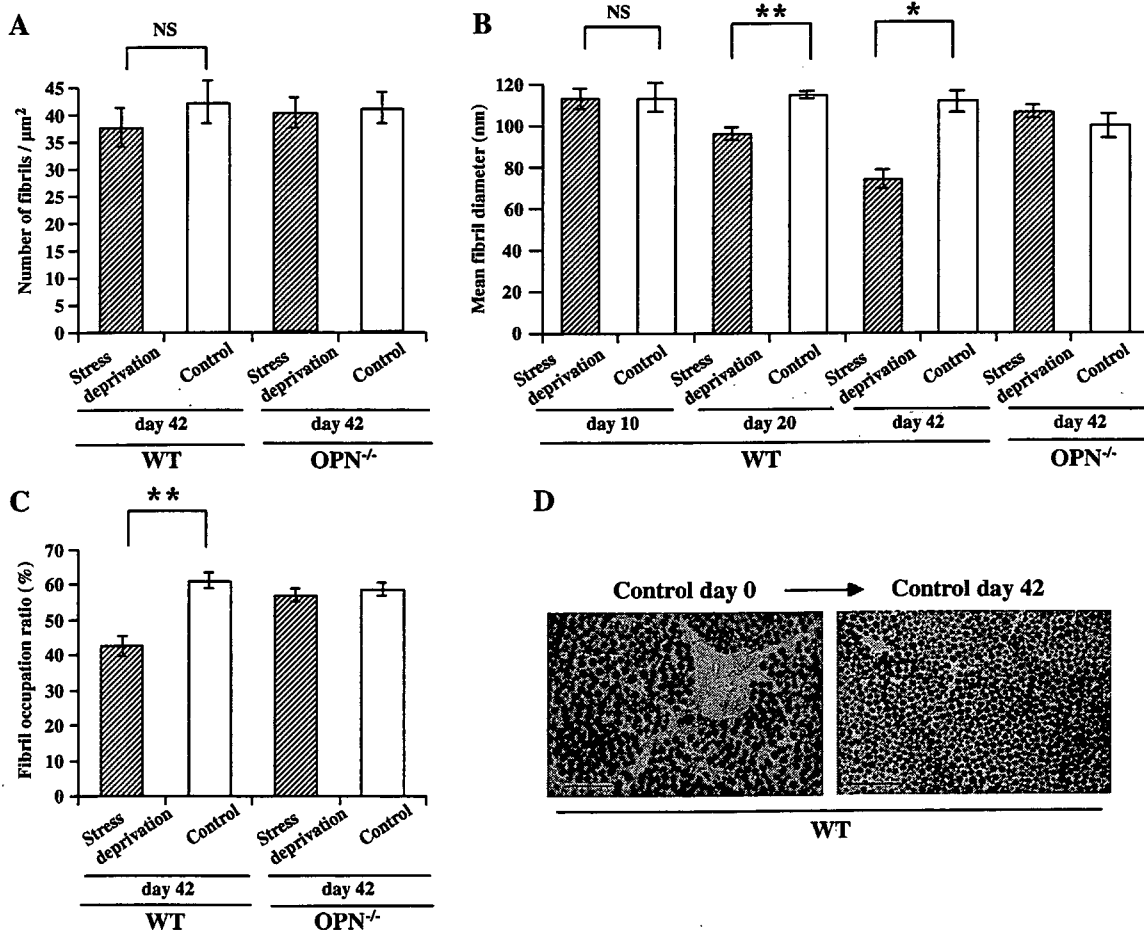 A
NS
Number of fibrils / μm²
45
40
35
30
25
20
15
10
5
0
Stress deprivation
Control
Stress deprivation
Control
day 42
day 42
WT
OPN⁻/⁻
B
NS
**
*
Mean fibril diameter (nm)
120
100
80
60
40
20
0
Stress deprivation
Control
Stress deprivation
Control
Stress deprivation
Control
Stress deprivation
Control
day 10
day 20
day 42
day 42
WT
OPN⁻/⁻
C
**
Fibril occupation ratio (%)
70
60
50
40
30
20
10
0
Stress deprivation
Control
Stress deprivation
Control
day 42
day 42
WT
OPN⁻/⁻
D
Control day 0
Control day 42
WT